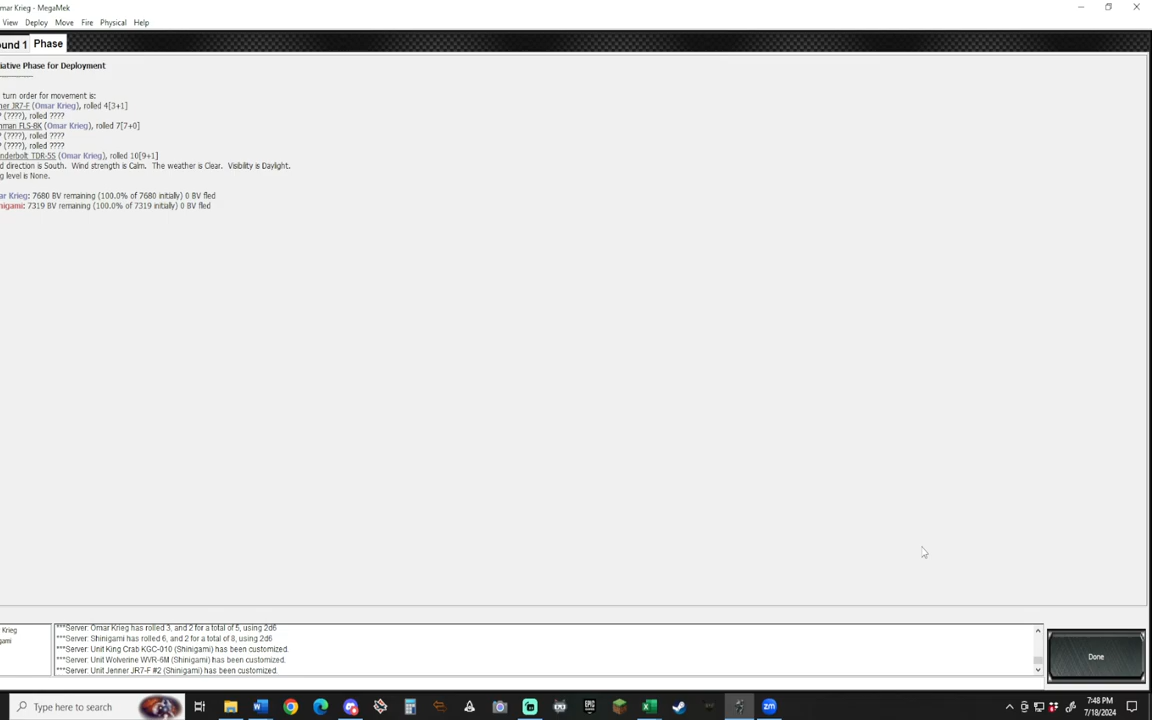 mar Krieg - MegaMek
View Deploy Move Fire Physical Help
und 1 Phase
iative Phase for Deployment
turn order for movement is:
ner JR7-F (Omar Krieg), rolled 4[3+1]
? (????), rolled ????
hman FLS-8K (Omar Krieg), rolled 7[7+0]
? (????), rolled ????
? (????), rolled ????
nderbolt TDR-5S (Omar Krieg), rolled 10[9+1]
d direction is South. Wind strength is Calm. The weather is Clear. Visibility is Daylight.
g level is None.
ar Krieg: 7680 BV remaining (100.0% of 7680 initially) 0 BV fled
nigami: 7319 BV remaining (100.0% of 7319 initially) 0 BV fled
Krieg
gami
***Server: Omar Krieg has rolled 3, and 2 for a total of 5, using 2d6
***Server: Shinigami has rolled 6, and 2 for a total of 8, using 2d6
***Server: Unit King Crab KGC-010 (Shinigami) has been customized.
***Server: Unit Wolverine WVR-6M (Shinigami) has been customized.
***Server: Unit Jenner JR7-F #2 (Shinigami) has been customized.
Done
Type here to search
EPIC
zm
7:48 PM
7/18/2024